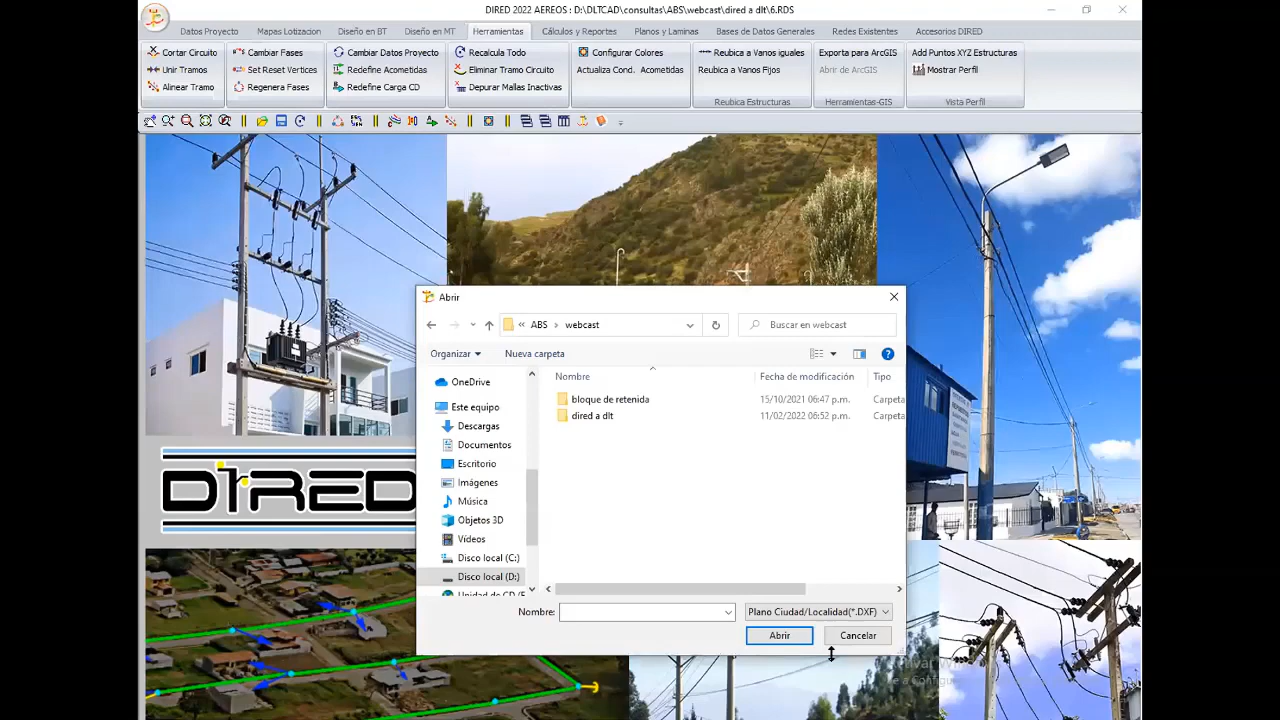 DIRED 2022 AEREOS : D:\DLTCAD\consultas\ABS\webcast\dired a dlt\6.RDS
Datos Proyecto Mapas Lotizacion Diseño en BT Diseño en MT Herramientas Cálculos y Reportes Planos y Laminas Bases de Datos Generales Redes Existentes Accesorios DIRED
Cortar Circuito Cambiar Fases Cambiar Datos Proyecto Recalcula Todo Configurar Colores Reubica a Vanos iguales Exporta para ArcGIS Add Puntos XYZ Estructuras
Unir Tramos Set Reset Vertices Redefine Acometidas Eliminar Tramo Circuito Actualiza Cond. Acometidas Reubica a Vanos Fijos Abrir de ArcGIS Mostrar Perfil
Alinear Tramo Regenera Fases Redefine Carga CD Depurar Mallas Inactivas
Reubica Estructuras Herramientas-GIS Vista Perfil
Abrir
« ABS › webcast
Buscar en webcast
Organizar Nueva carpeta
Nombre Fecha de modificación Tipo
OneDrive
Este equipo
Descargas
Documentos
Escritorio
Imágenes
Música
Objetos 3D
Vídeos
Disco local (C:)
Disco local (D:)
bloque de retenida 15/10/2021 06:47 p.m. Carpeta
dired a dlt 11/02/2022 06:52 p.m. Carpeta
Nombre:
Plano Ciudad/Localidad(*.DXF)
Abrir Cancelar
DIRED